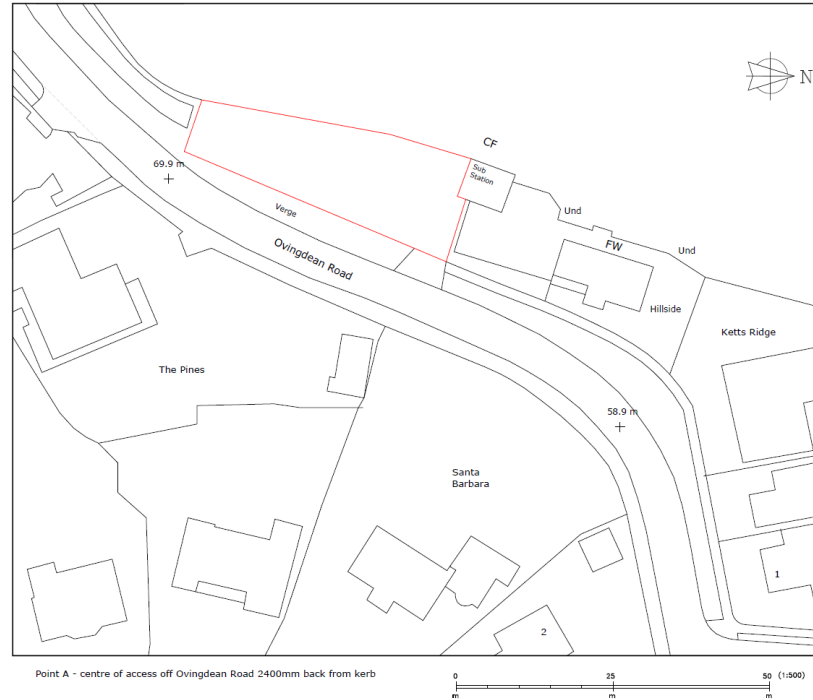 N
CF
Sub
Station
69.9 m
Und
Verge
FW
Und
Ovingdean Road
Hillside
Ketts Ridge
The Pines
58.9 m
Santa
Barbara
1
2
Point A - centre of access off Ovingdean Road 2400mm back from kerb
0 25 50 (1:500)
m m m